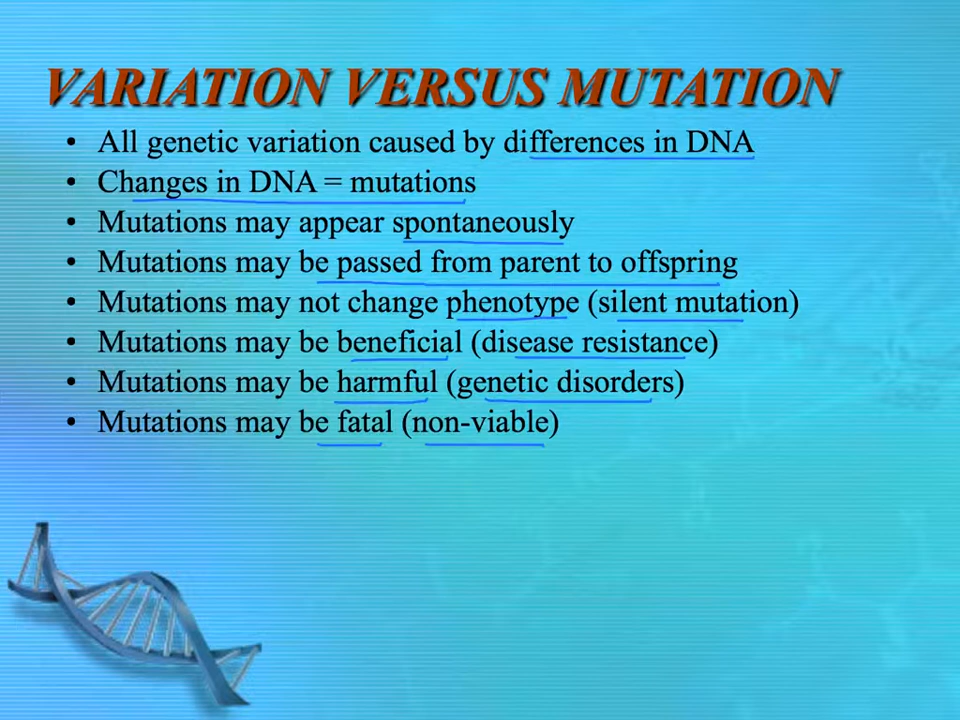 VARIATION VERSUS MUTATION
• All genetic variation caused by differences in DNA
• Changes in DNA = mutations
• Mutations may appear spontaneously
• Mutations may be passed from parent to offspring
• Mutations may not change phenotype (silent mutation)
• Mutations may be beneficial (disease resistance)
• Mutations may be harmful (genetic disorders)
• Mutations may be fatal (non-viable)